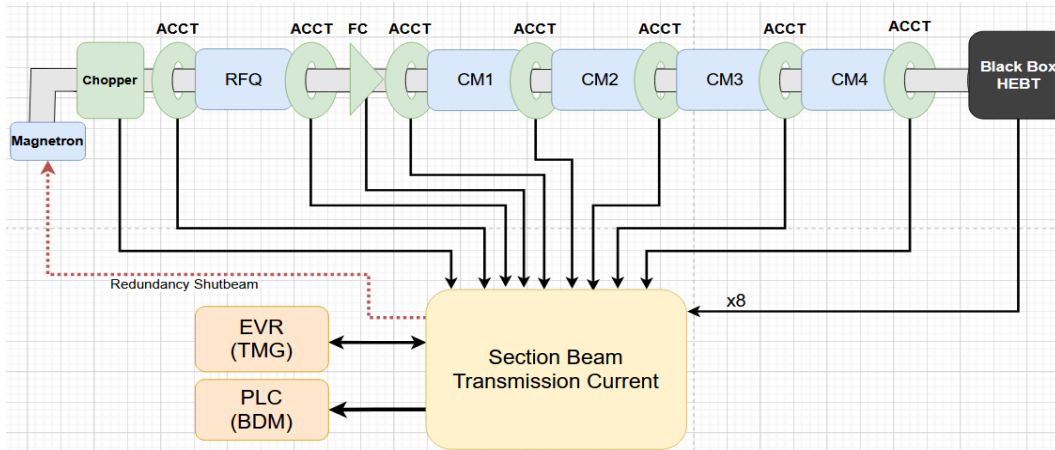 ACCT
ACCT
FC
ACCT
ACCT
ACCT
ACCT
ACCT
Chopper
RFQ
CM1
CM2
CM3
CM4
Black Box
HEBT
Magnetron
Redundancy Shutbeam
x8
EVR
(TMG)
Section Beam
Transmission Current
PLC
(BDM)